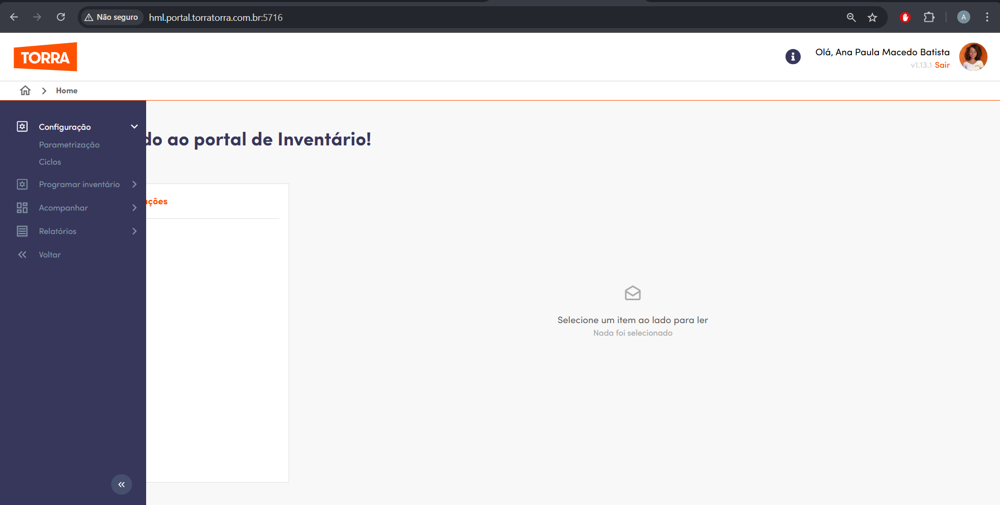 Não seguro
hml.portal.torratorra.com.br:5716
A
TORRA
Olá, Ana Paula Macedo Batista
v1.13.1 Sair
Home
Configuração
Parametrização
Ciclos
Programar inventário
Acompanhar
Relatórios
Voltar
do ao portal de Inventário!
ações
Selecione um item ao lado para ler
Nada foi selecionado